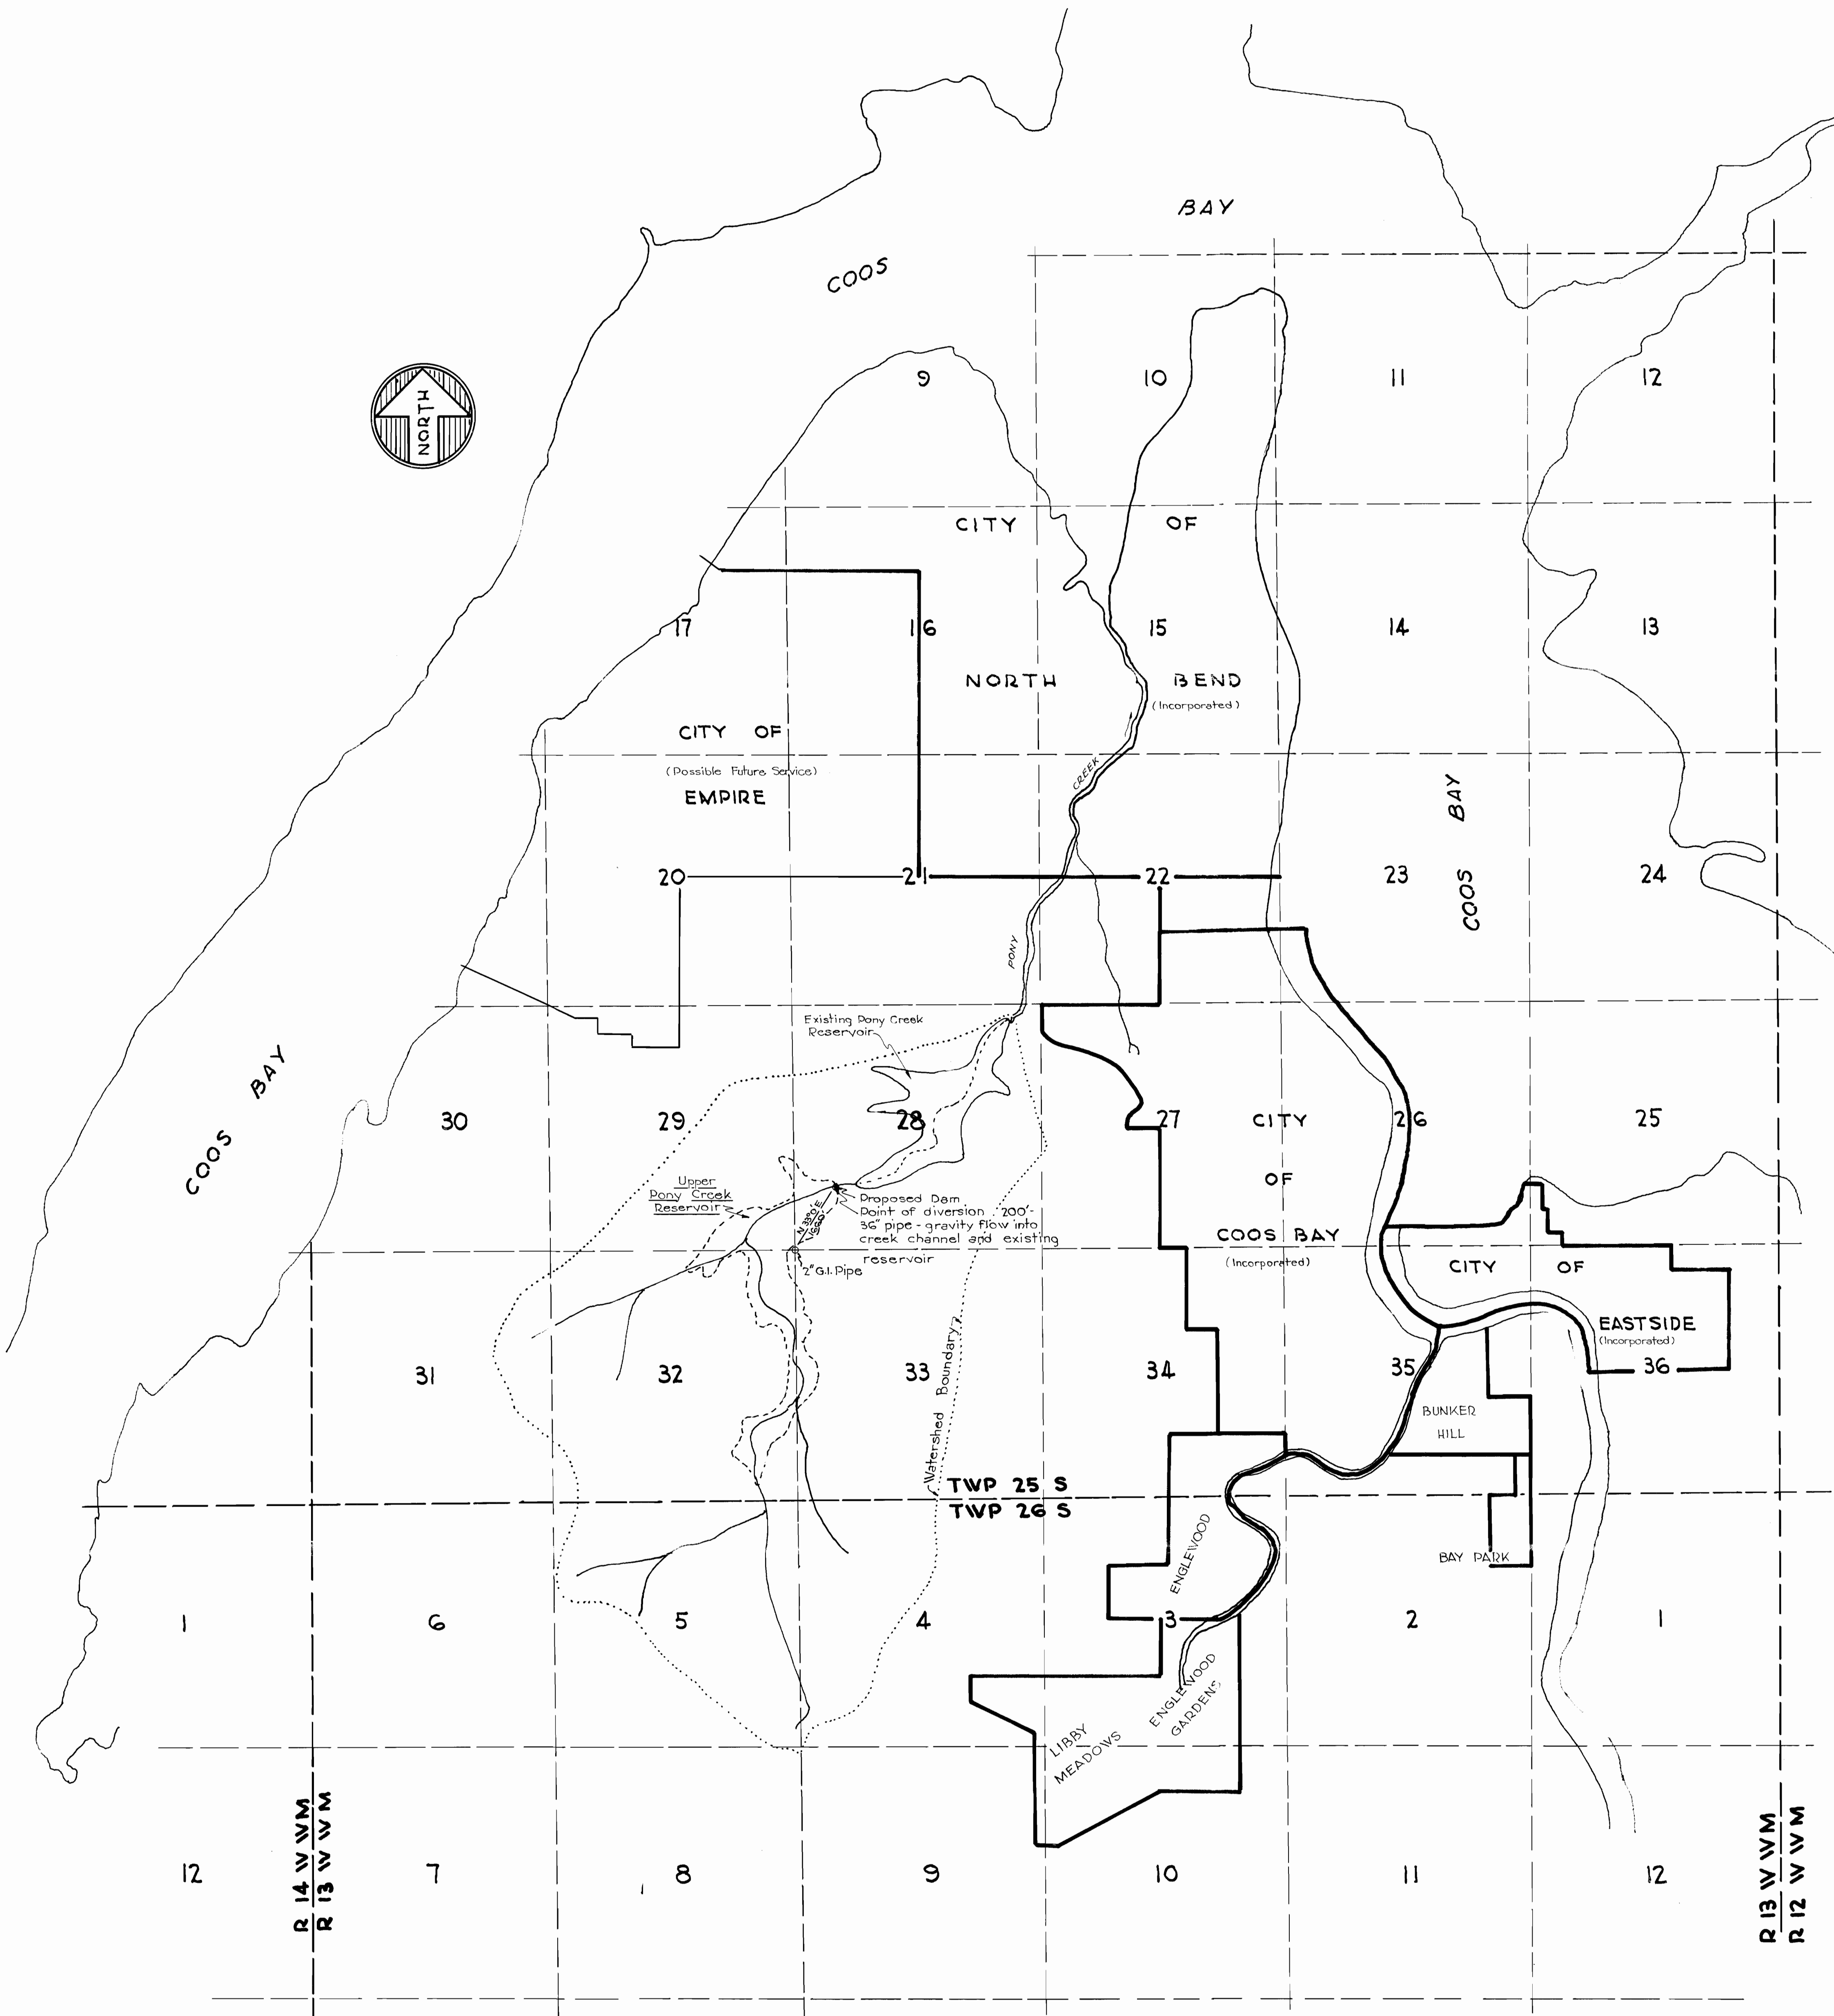 BAY
COOS
NORTH
9
10
11
12
CITY OF
17
16
15
14
13
NORTH BEND
(Incorporated)
CITY OF
(Possible Future Service)
EMPIRE
CREEK
COOS BAY
20
21
22
23
24
PONY
Existing Pony Creek
Reservoir
COOS BAY
30
29
28
27
CITY
26
25
OF
COOS BAY
(Incorporated)
Upper
Pony Creek
Reservoir
Proposed Dam
Point of diversion 200'-
36" pipe - gravity flow into
creek channel and existing
reservoir
2" G.I. Pipe
CITY OF
EASTSIDE
(Incorporated)
36
31
32
33
34
35
Watershed Boundary
BUNKER
HILL
TWP 25 S
TWP 26 S
ENGLEWOOD
BAY PARK
1
6
5
4
3
2
1
ENGLEWOOD
GARDENS
LIBBY
MEADOWS
R 14 W WM
R 13 W WM
R 13 W WM
R 12 W WM
12
7
8
9
10
11
12